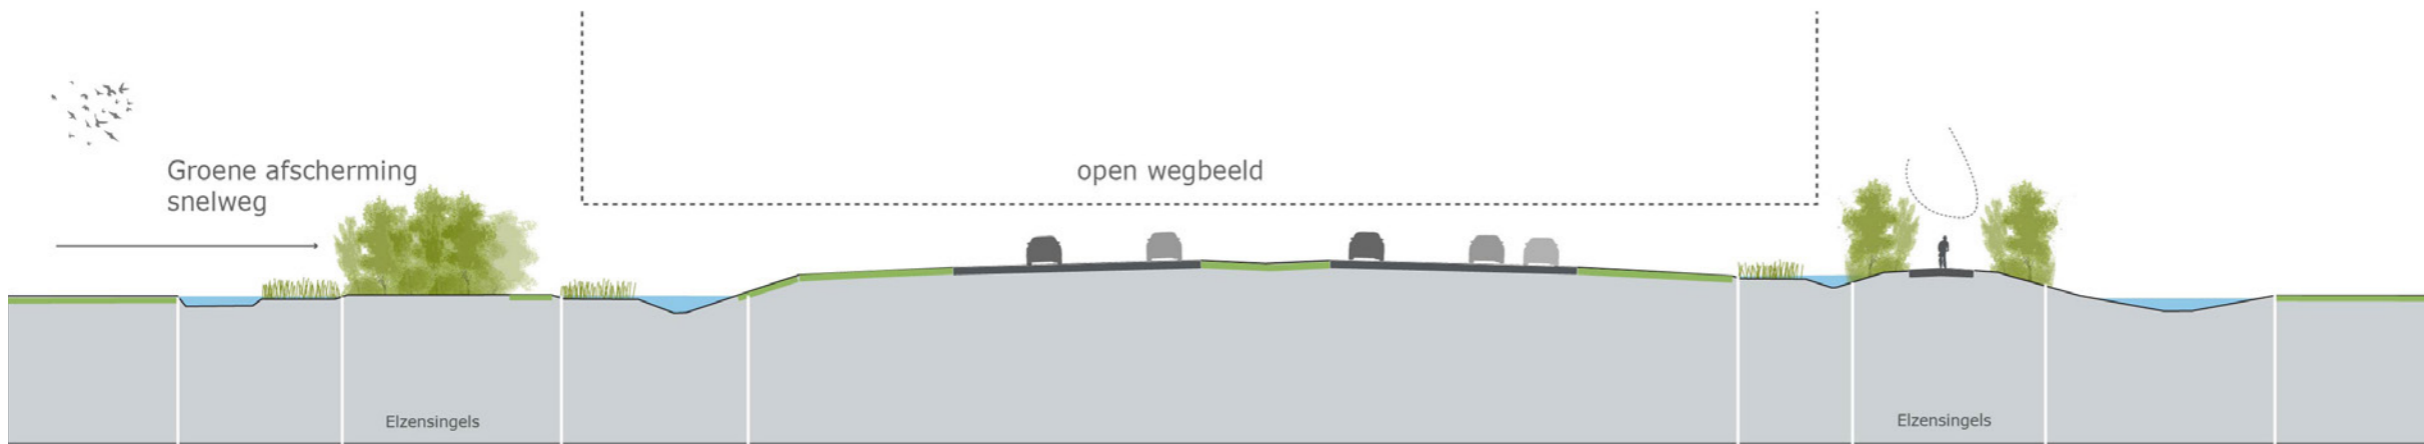 Groene afscherming
snelweg
open wegbeeld
Elzensingels
Elzensingels